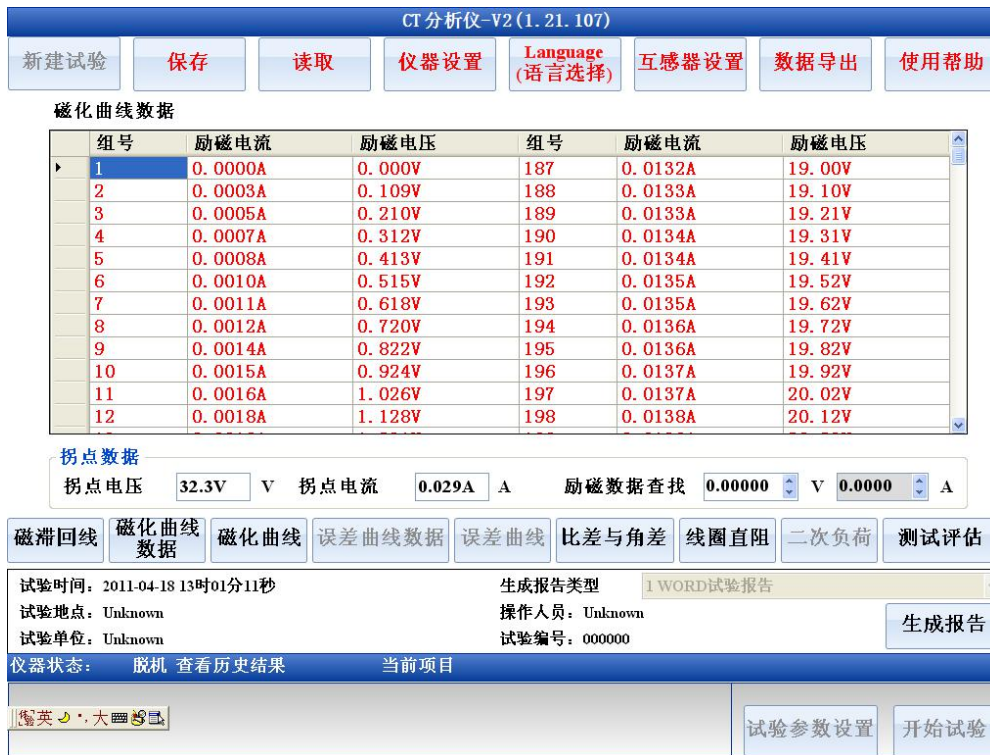 CT分析仪-V2(1.21.107)
新建试验 保存 读取 仪器设置 Language (语言选择) 互感器设置 数据导出 使用帮助
磁化曲线数据
组号 励磁电流 励磁电压 组号 励磁电流 励磁电压
1 0.0000A 0.000V 187 0.0132A 19.00V
2 0.0003A 0.109V 188 0.0133A 19.10V
3 0.0005A 0.210V 189 0.0133A 19.21V
4 0.0007A 0.312V 190 0.0134A 19.31V
5 0.0008A 0.413V 191 0.0134A 19.41V
6 0.0010A 0.515V 192 0.0135A 19.52V
7 0.0011A 0.618V 193 0.0135A 19.62V
8 0.0012A 0.720V 194 0.0136A 19.72V
9 0.0014A 0.822V 195 0.0136A 19.82V
10 0.0015A 0.924V 196 0.0137A 19.92V
11 0.0016A 1.026V 197 0.0137A 20.02V
12 0.0018A 1.128V 198 0.0138A 20.12V
拐点数据
拐点电压 32.3V V 拐点电流 0.029A A 励磁数据查找 0.00000 V 0.0000 A
磁滞回线 磁化曲线数据 磁化曲线 误差曲线数据 误差曲线 比差与角差 线圈直阻 二次负荷 测试评估
试验时间：2011-04-18 13时01分11秒 生成报告类型 1 WORD试验报告
试验地点：Unknown 操作人员：Unknown
试验单位：Unknown 试验编号：000000
生成报告
仪器状态： 脱机 查看历史结果 当前项目
英 大
试验参数设置 开始试验